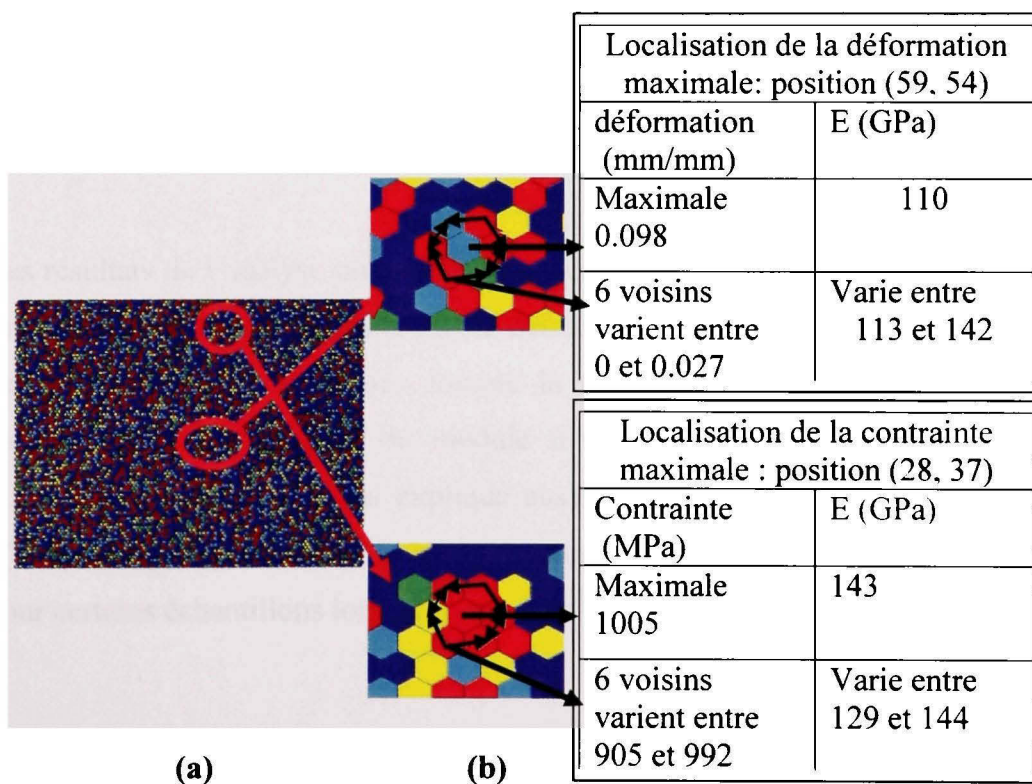 Localisation de la déformation
maximale: position (59, 54)
déformation
(mm/mm)
E (GPa)
Maximale
0.098
110
6 voisins
varient entre
0 et 0.027
Varie entre
113 et 142
Localisation de la contrainte
maximale : position (28, 37)
Contrainte
(MPa)
E (GPa)
Maximale
1005
143
6 voisins
varient entre
905 et 992
Varie entre
129 et 144
(a)
(b)